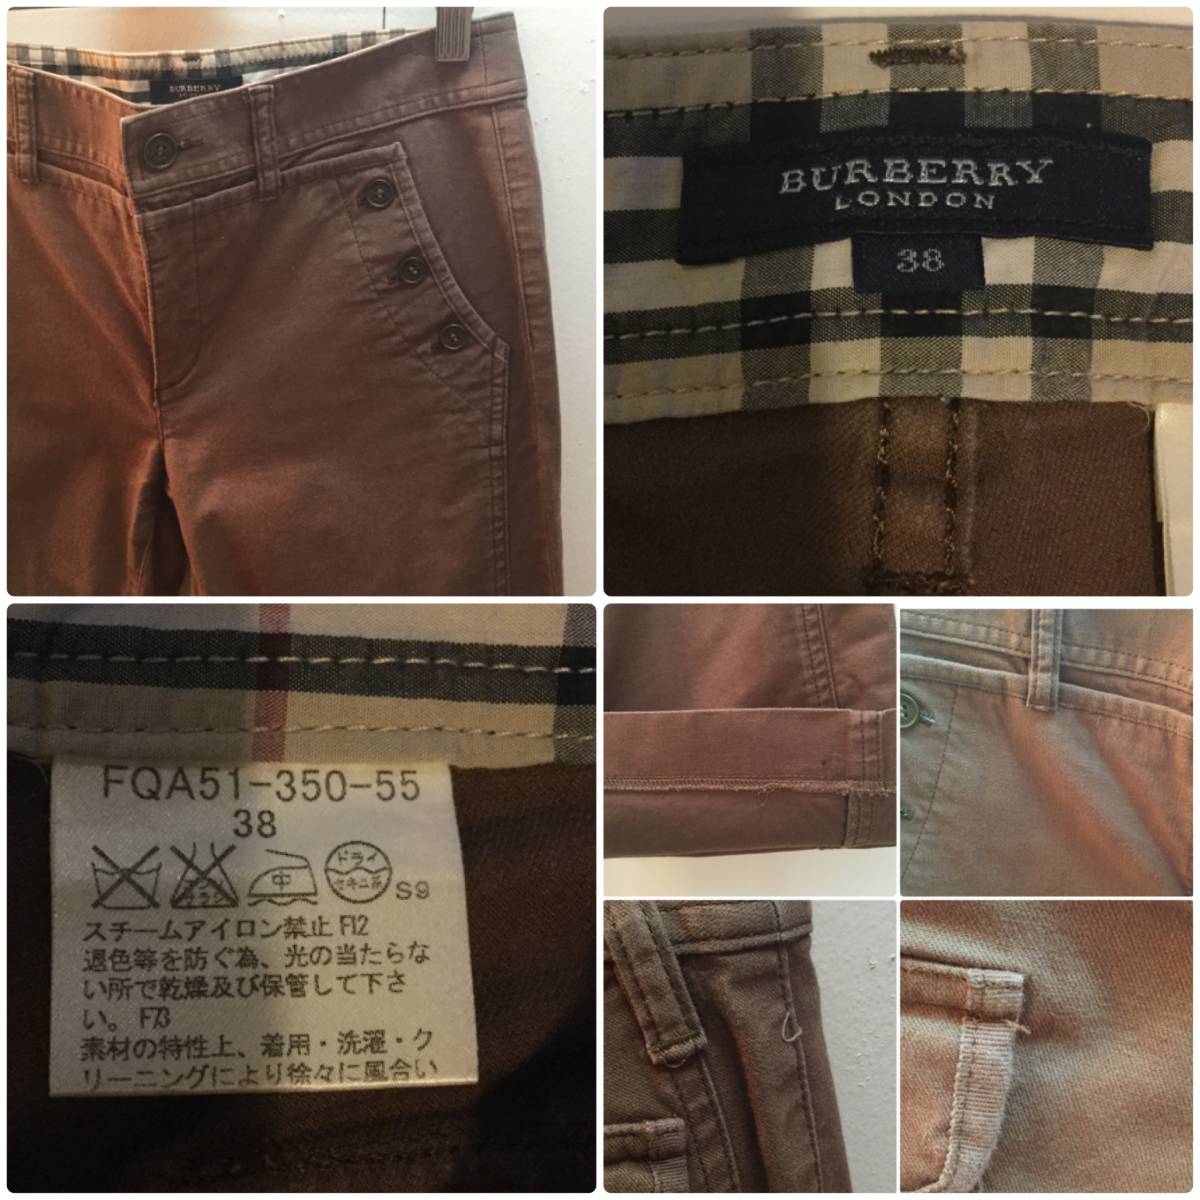 BURBERRY
LONDON
BURBERRY
LONDON
38
FQA51-350-55
38
中
ドライ
セキユ系
S9
スチームアイロン禁止 F12
退色等を防ぐ為、光の当たらな
い所で乾燥及び保管して下さ
い。 F73
素材の特性上、着用・洗濯・ク
リーニングにより徐々に風合い